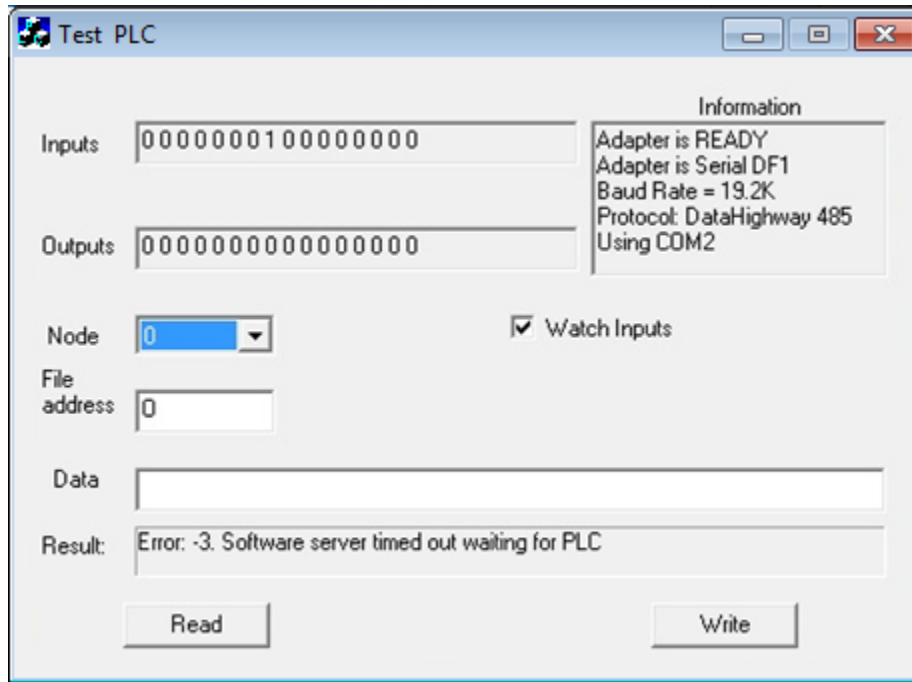 Test PLC
Information
Inputs
0000000100000000
Adapter is READY
Adapter is Serial DF1
Baud Rate = 19.2K
Protocol: DataHighway 485
Using COM2
Outputs
0000000000000000
Node
0
Watch Inputs
File
address
0
Data
Result:
Error: -3. Software server timed out waiting for PLC
Read
Write